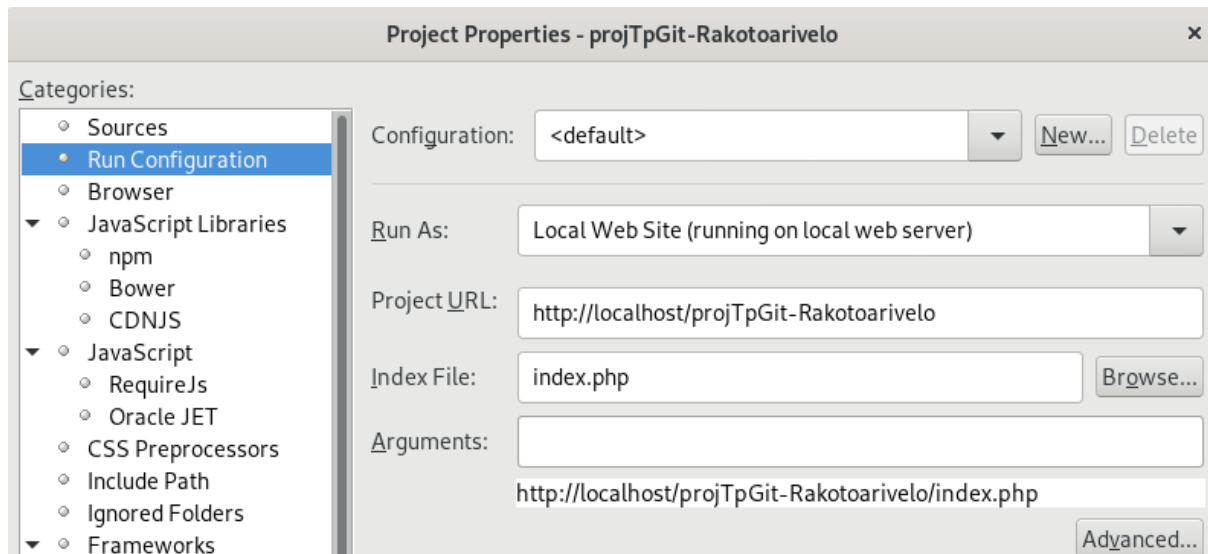 Project Properties - projTpGit-Rakotoarivelo ×
Categories:
Sources
Run Configuration
Browser
JavaScript Libraries
npm
Bower
CDNJS
JavaScript
RequireJs
Oracle JET
CSS Preprocessors
Include Path
Ignored Folders
Frameworks
Configuration: <default> New... Delete
Run As: Local Web Site (running on local web server)
Project URL: http://localhost/projTpGit-Rakotoarivelo
Index File: index.php Browse...
Arguments:
http://localhost/projTpGit-Rakotoarivelo/index.php
Advanced...